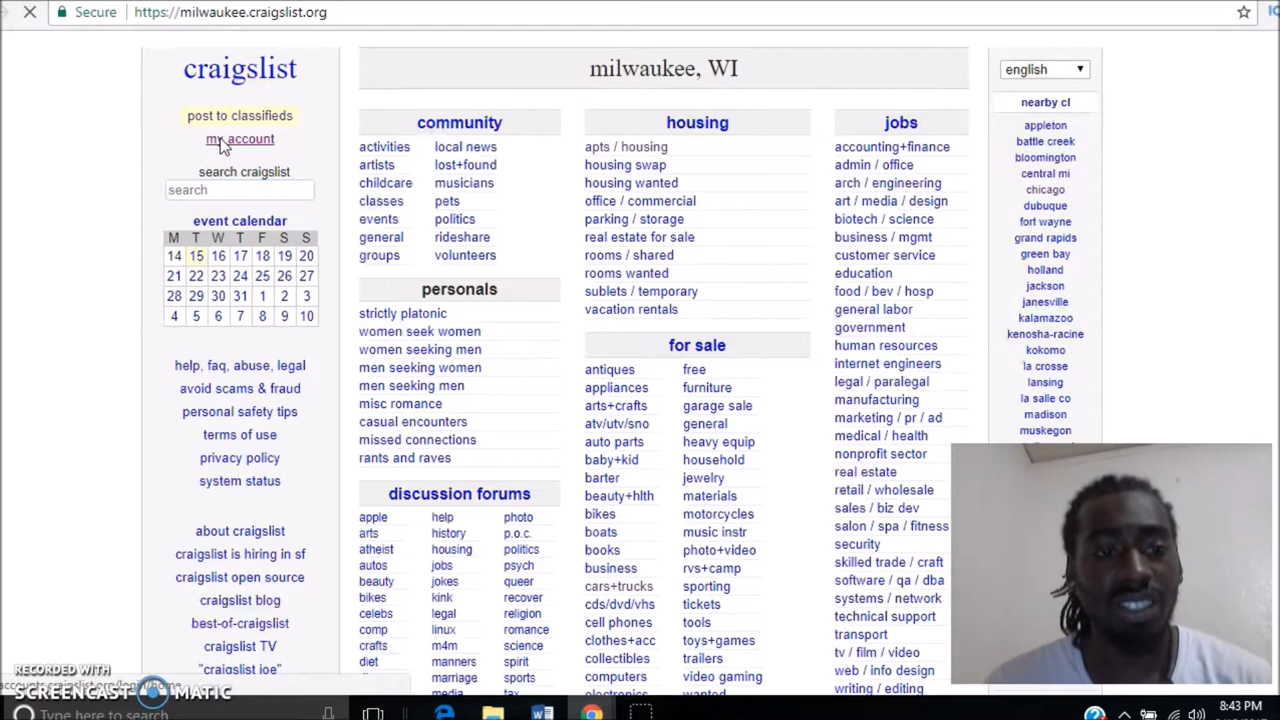 Secure https://milwaukee.craigslist.org
craigslist
post to classifieds
my account
search craigslist
search
event calendar
M T W T F S S
14 15 16 17 18 19 20
21 22 23 24 25 26 27
28 29 30 31 1 2 3
4 5 6 7 8 9 10
help, faq, abuse, legal
avoid scams & fraud
personal safety tips
terms of use
privacy policy
system status
about craigslist
craigslist is hiring in sf
craigslist open source
craigslist blog
best-of-craigslist
craigslist TV
"craigslist joe"
milwaukee, WI
community
activities local news
artists lost+found
childcare musicians
classes pets
events politics
general rideshare
groups volunteers
personals
strictly platonic
women seek women
women seeking men
men seeking women
men seeking men
misc romance
casual encounters
missed connections
rants and raves
discussion forums
apple help photo
arts history p.o.c.
atheist housing politics
autos jobs psych
beauty jokes queer
bikes kink recover
celebs legal religion
comp linux romance
crafts m4m science
diet manners spirit
marriage sports
media tax
housing
apts / housing
housing swap
housing wanted
office / commercial
parking / storage
real estate for sale
rooms / shared
rooms wanted
sublets / temporary
vacation rentals
for sale
antiques free
appliances furniture
arts+crafts garage sale
atv/utv/sno general
auto parts heavy equip
baby+kid household
barter jewelry
beauty+hlth materials
bikes motorcycles
boats music instr
books photo+video
business rvs+camp
cars+trucks sporting
cds/dvd/vhs tickets
cell phones tools
clothes+acc toys+games
collectibles trailers
computers video gaming
electronics wanted
jobs
accounting+finance
admin / office
arch / engineering
art / media / design
biotech / science
business / mgmt
customer service
education
food / bev / hosp
general labor
government
human resources
internet engineers
legal / paralegal
manufacturing
marketing / pr / ad
medical / health
nonprofit sector
real estate
retail / wholesale
sales / biz dev
salon / spa / fitness
security
skilled trade / craft
software / qa / dba
systems / network
technical support
transport
tv / film / video
web / info design
writing / editing
english
nearby cl
appleton
battle creek
bloomington
central mi
chicago
dubuque
fort wayne
grand rapids
green bay
holland
jackson
janesville
kalamazoo
kenosha-racine
kokomo
la crosse
lansing
la salle co
madison
muskegon
RECORDED WITH
SCREENCAST MATIC
Type here to search
8:43 PM